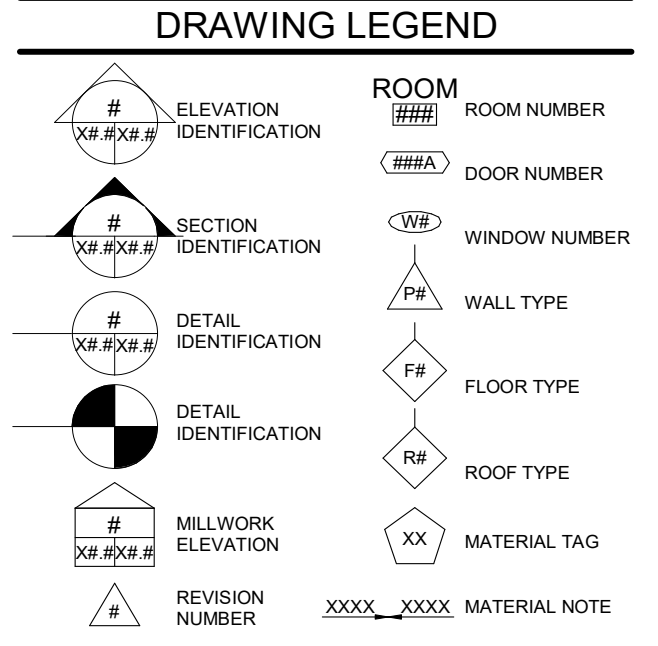 DRAWING LEGEND
#
X#.# X#.#
ELEVATION
IDENTIFICATION
#
X#.# X#.#
SECTION
IDENTIFICATION
#
X#.# X#.#
DETAIL
IDENTIFICATION
DETAIL
IDENTIFICATION
#
X#.# X#.#
MILLWORK
ELEVATION
#
REVISION
NUMBER
ROOM
###
ROOM NUMBER
###A
DOOR NUMBER
W#
WINDOW NUMBER
P#
WALL TYPE
F#
FLOOR TYPE
R#
ROOF TYPE
XX
MATERIAL TAG
XXXX XXXX
MATERIAL NOTE